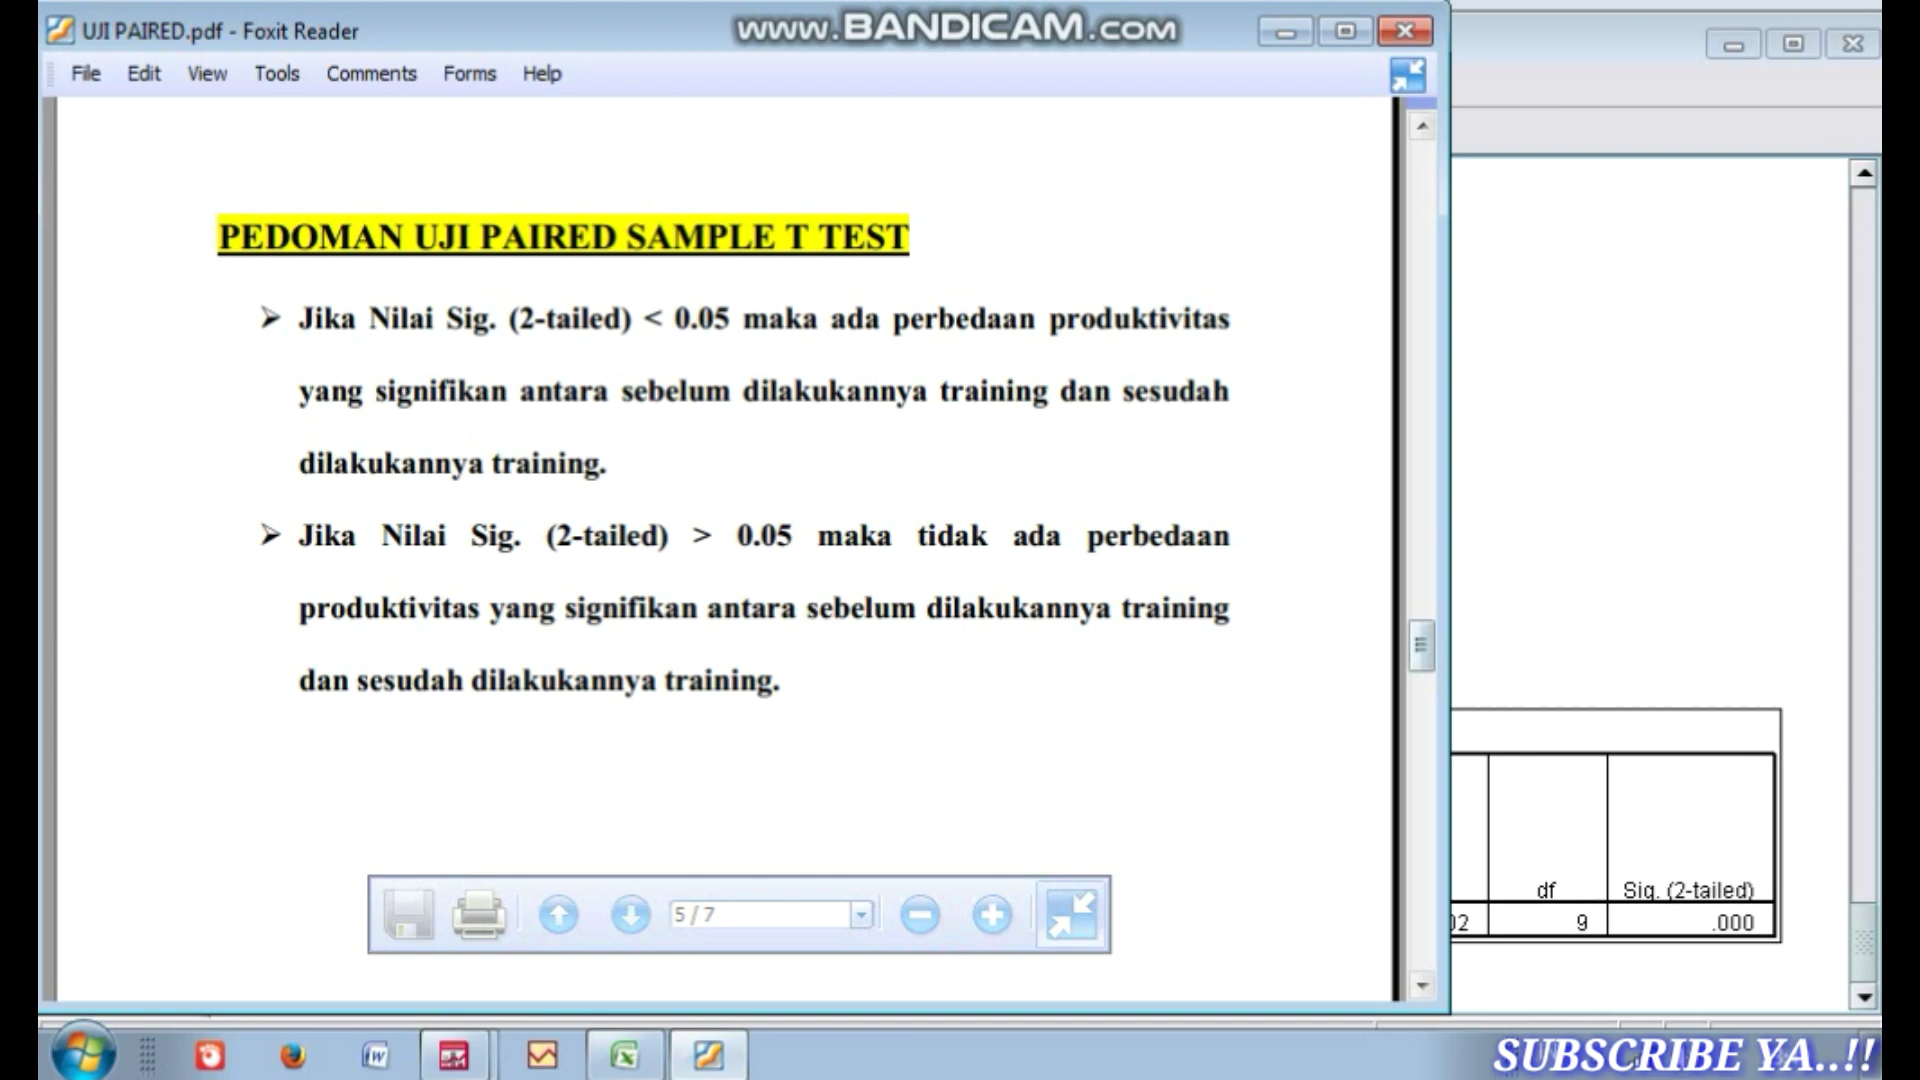 UJI PAIRED.pdf - Foxit Reader
www.BANDICAM.com
File Edit View Tools Comments Forms Help
PEDOMAN UJI PAIRED SAMPLE T TEST
➢ Jika Nilai Sig. (2-tailed) < 0.05 maka ada perbedaan produktivitas
yang signifikan antara sebelum dilakukannya training dan sesudah
dilakukannya training.
➢ Jika Nilai Sig. (2-tailed) > 0.05 maka tidak ada perbedaan
produktivitas yang signifikan antara sebelum dilakukannya training
dan sesudah dilakukannya training.
df Sig. (2-tailed)
9 .000
5 / 7
SUBSCRIBE YA..!!